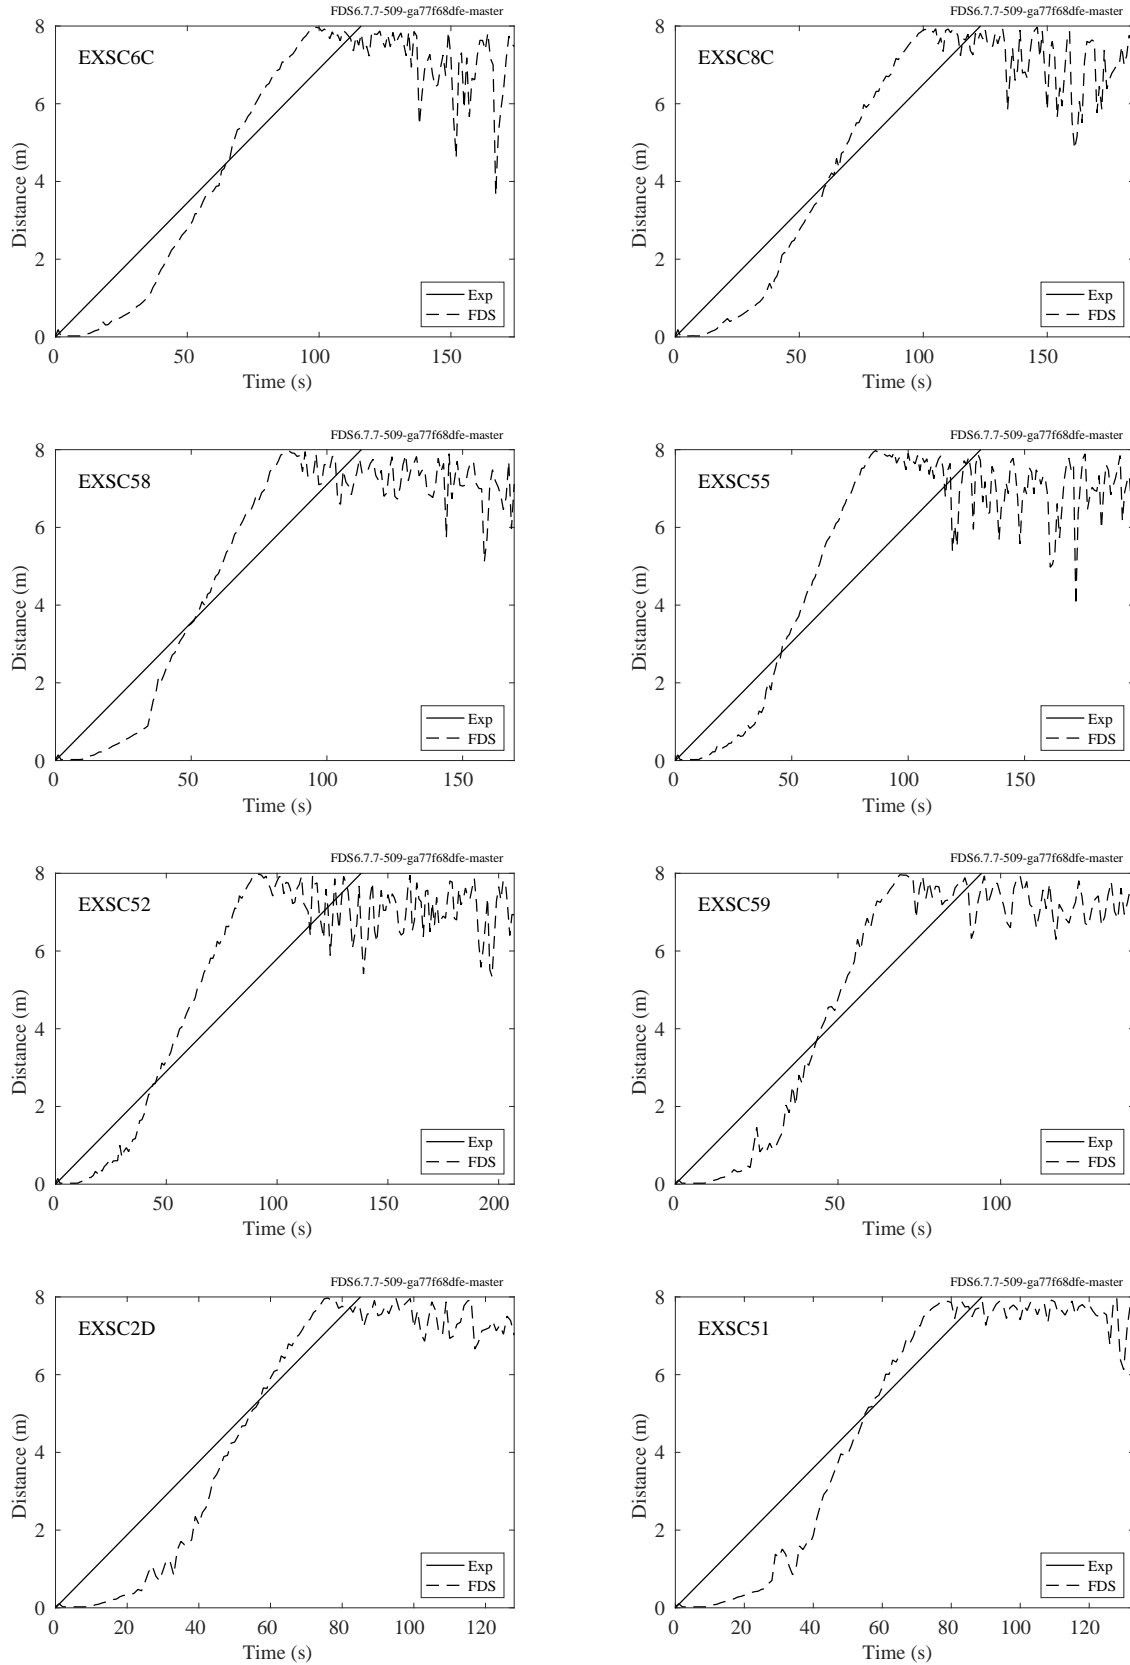 FDS6.7.7-509-ga77f68dfe-master
EXSC6C
Distance (m)
8
6
4
2
0
0 50 100 150
Time (s)
Exp
FDS
FDS6.7.7-509-ga77f68dfe-master
EXSC8C
Distance (m)
8
6
4
2
0
0 50 100 150
Time (s)
Exp
FDS
FDS6.7.7-509-ga77f68dfe-master
EXSC58
Distance (m)
8
6
4
2
0
0 50 100 150
Time (s)
Exp
FDS
FDS6.7.7-509-ga77f68dfe-master
EXSC55
Distance (m)
8
6
4
2
0
0 50 100 150
Time (s)
Exp
FDS
FDS6.7.7-509-ga77f68dfe-master
EXSC52
Distance (m)
8
6
4
2
0
0 50 100 150 200
Time (s)
Exp
FDS
FDS6.7.7-509-ga77f68dfe-master
EXSC59
Distance (m)
8
6
4
2
0
0 50 100
Time (s)
Exp
FDS
FDS6.7.7-509-ga77f68dfe-master
EXSC2D
Distance (m)
8
6
4
2
0
0 20 40 60 80 100 120
Time (s)
Exp
FDS
FDS6.7.7-509-ga77f68dfe-master
EXSC51
Distance (m)
8
6
4
2
0
0 20 40 60 80 100 120
Time (s)
Exp
FDS